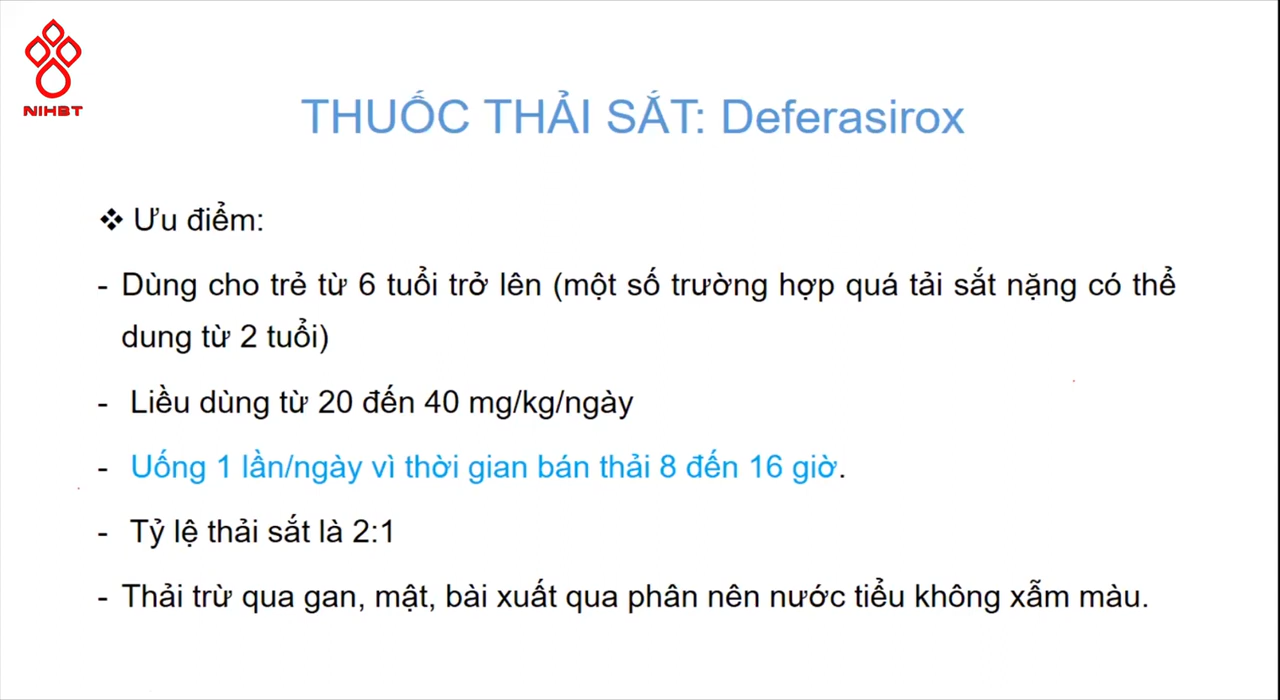 NIHBT
THUỐC THẢI SẮT: Deferasirox
❖ Ưu điểm:
- Dùng cho trẻ từ 6 tuổi trở lên (một số trường hợp quá tải sắt nặng có thể
dung từ 2 tuổi)
- Liều dùng từ 20 đến 40 mg/kg/ngày
- Uống 1 lần/ngày vì thời gian bán thải 8 đến 16 giờ.
- Tỷ lệ thải sắt là 2:1
- Thải trừ qua gan, mật, bài xuất qua phân nên nước tiểu không xẫm màu.